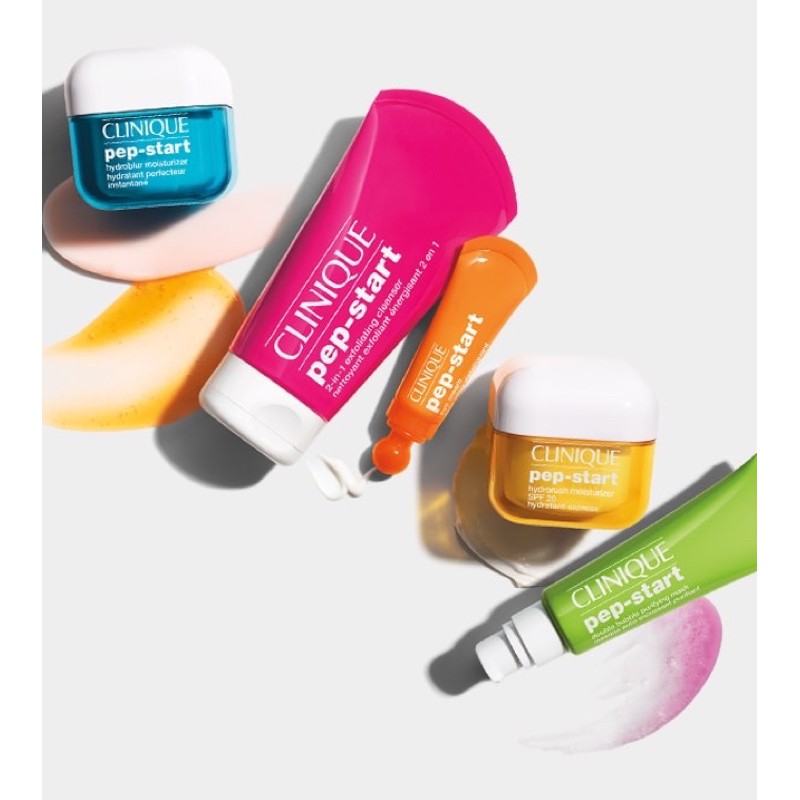 CLINIQUE
pep-start
hydroblur moisturizer
hydratant perfecteur
instantané
CLINIQUE
pep-start
2-in-1 exfoliating cleanser
nettoyant exfoliant énergisant 2 en 1
CLINIQUE
pep-start
CLINIQUE
pep-start
hydrorush moisturizer
SPF 20
hydratant express
CLINIQUE
pep-start
double bubble purifying mask